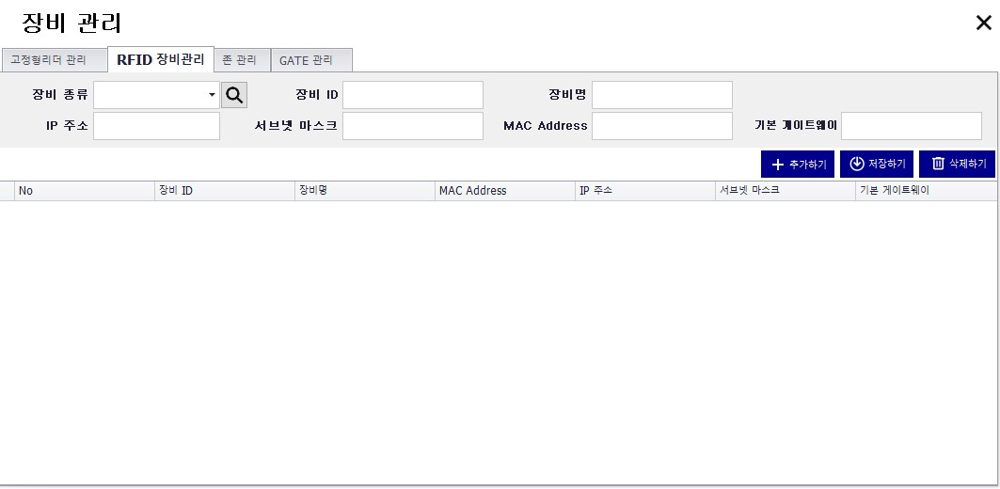 장비 관리
고정형리더 관리 RFID 장비관리 존 관리 GATE 관리
장비 종류 장비 ID 장비명
IP 주소 서브넷 마스크 MAC Address 기본 게이트웨이
추가하기 저장하기 삭제하기
No 장비 ID 장비명 MAC Address IP 주소 서브넷 마스크 기본 게이트웨이